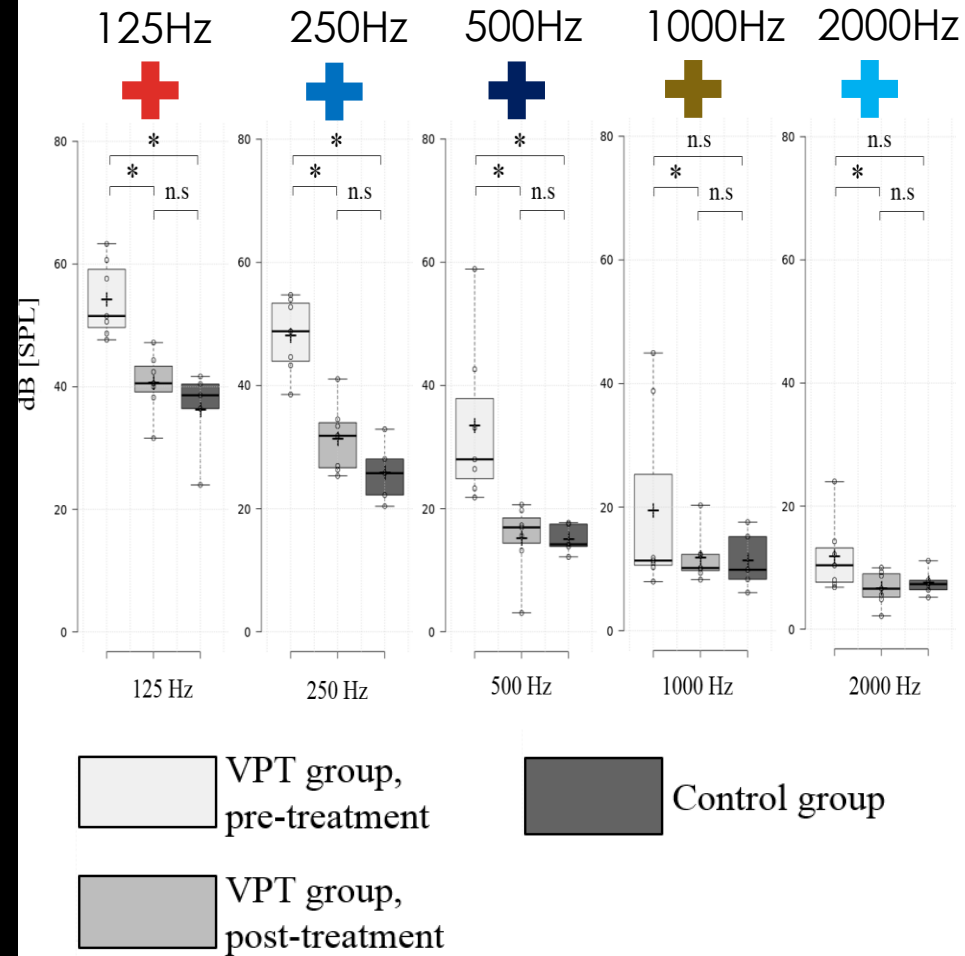 125Hz 250Hz 500Hz 1000Hz 2000Hz
* * * n.s n.s
* * * * *
n.s n.s n.s n.s n.s
80 80 80 80 80
60 60 60 60 60
dB [SPL]
40 40 40 40 40
20 20 20 20 20
0 0 0 0 0
125 Hz 250 Hz 500 Hz 1000 Hz 2000 Hz
VPT group,
pre-treatment
Control group
VPT group,
post-treatment